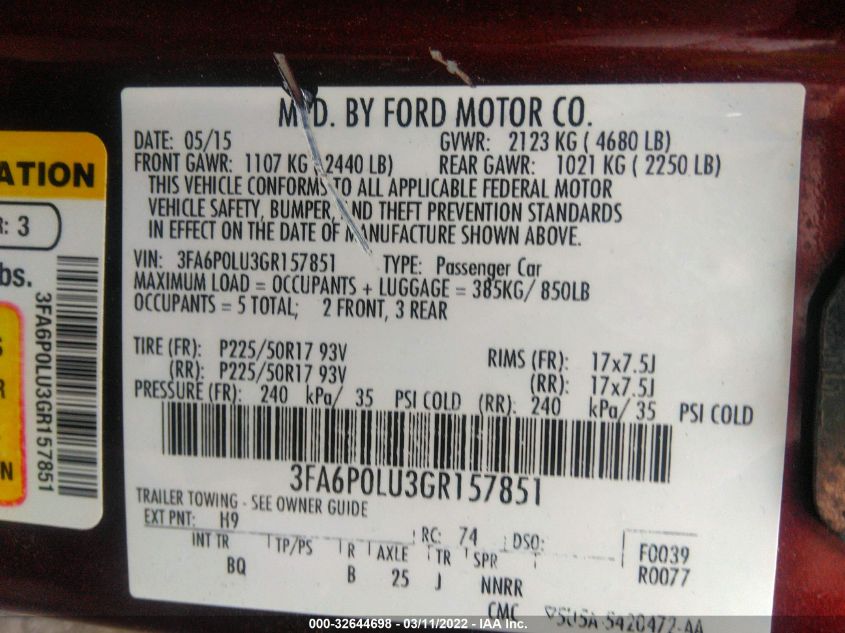 MFD. BY FORD MOTOR CO.
DATE: 05/15 GVWR: 2123 KG ( 4680 LB)
FRONT GAWR: 1107 KG ( 2440 LB) REAR GAWR: 1021 KG ( 2250 LB)
THIS VEHICLE CONFORMS TO ALL APPLICABLE FEDERAL MOTOR
VEHICLE SAFETY, BUMPER, AND THEFT PREVENTION STANDARDS
IN EFFECT ON THE DATE OF MANUFACTURE SHOWN ABOVE.
VIN: 3FA6P0LU3GR157851 TYPE: Passenger Car
MAXIMUM LOAD = OCCUPANTS + LUGGAGE = 385KG/ 850LB
OCCUPANTS = 5 TOTAL; 2 FRONT, 3 REAR
TIRE (FR): P225/50R17 93V RIMS (FR): 17x7.5J
(RR): P225/50R17 93V (RR): 17x7.5J
PRESSURE (FR): 240 kPa/ 35 PSI COLD (RR): 240 kPa/ 35 PSI COLD
3FA6P0LU3GR157851
TRAILER TOWING - SEE OWNER GUIDE
EXT PNT: H9 RC: 74 DSO: F0039
INT TR TP/PS R AXLE TR SPR R0077
BQ B 25 J NNRR
CMC 5U5A-5420472-AA
ATION
R: 3
bs.
S
R
N
3FA6P0LU3GR157851
000-32644698 - 03/11/2022 - IAA Inc.